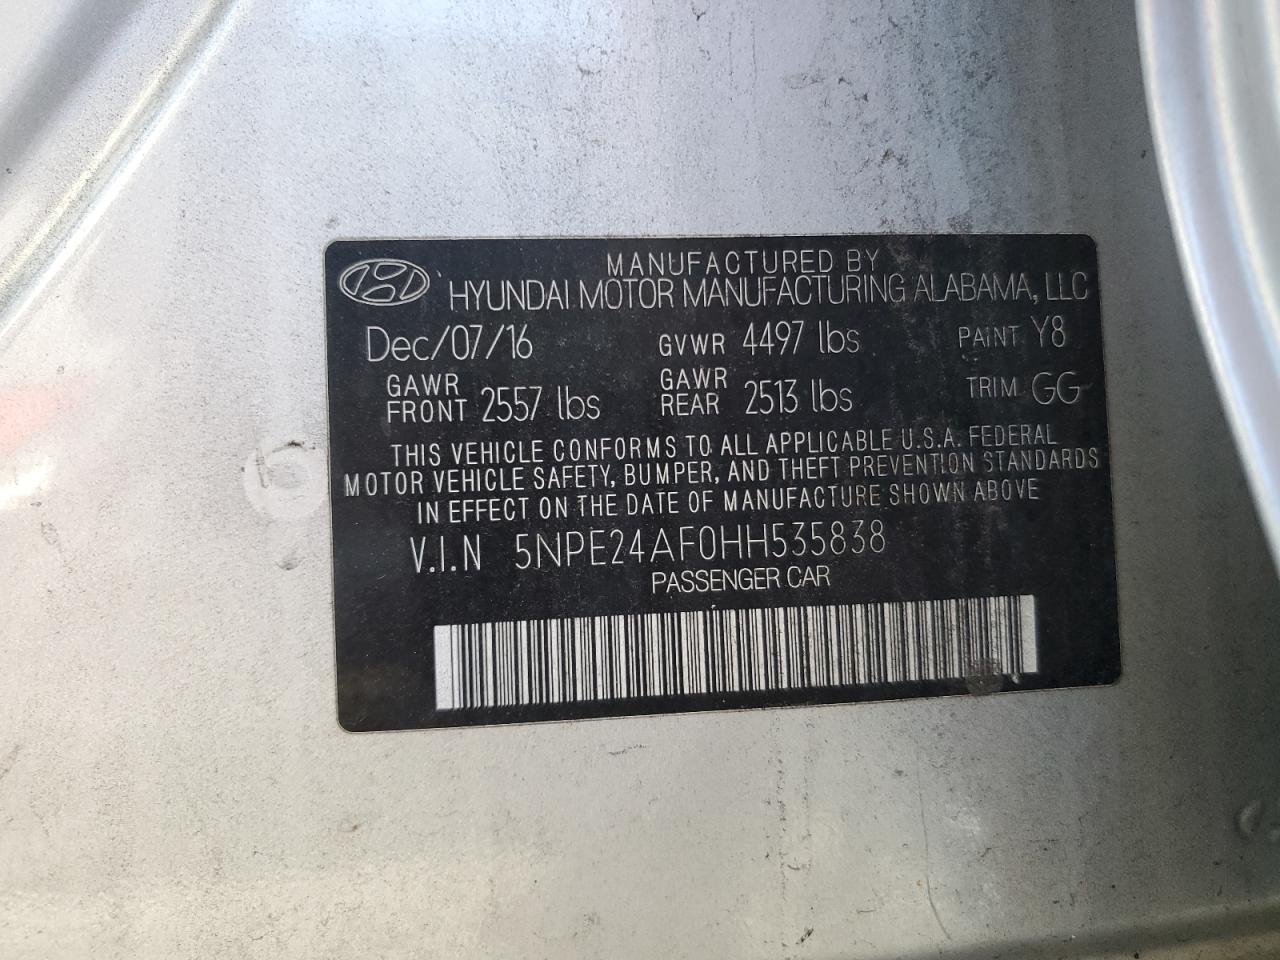 MANUFACTURED BY
HYUNDAI MOTOR MANUFACTURING ALABAMA, LLC
Dec/07/16 GVWR 4497 lbs PAINT Y8
GAWR FRONT 2557 lbs GAWR REAR 2513 lbs TRIM GG
THIS VEHICLE CONFORMS TO ALL APPLICABLE U.S.A. FEDERAL
MOTOR VEHICLE SAFETY, BUMPER, AND THEFT PREVENTION STANDARDS
IN EFFECT ON THE DATE OF MANUFACTURE SHOWN ABOVE
V.I.N 5NPE24AF0HH535838
PASSENGER CAR